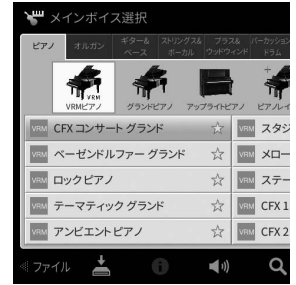 メインボイス選択
ピアノ オルガン ギター& ベース ストリングス& ボーカル ブラス& ウッドウィンド パーカッション ドラム
VRM
VRMピアノ グランドピアノ アップライトピアノ ピアノレイ
VRM CFX コンサート グランド ☆ VRM スタジ
VRM ベーゼンドルファー グランド ☆ VRM メロー
VRM ロックピアノ ☆ VRM ステー
VRM テーマティック グランド ☆ VRM CFX 1
VRM アンビエントピアノ ☆ VRM CFX 2
ファイル